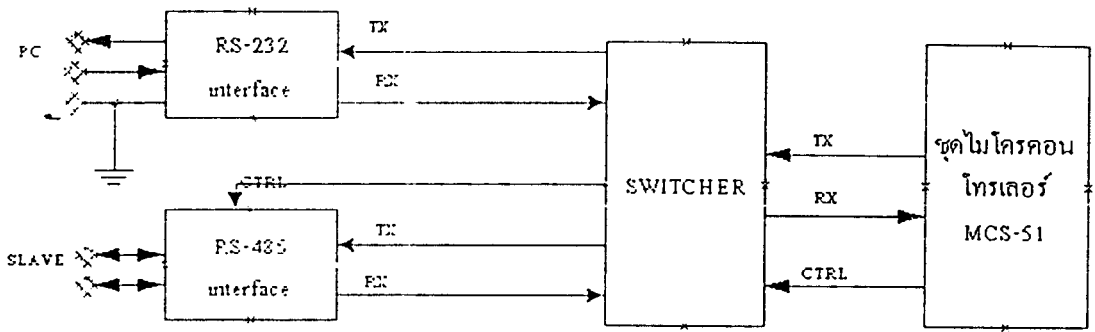 PC
RS-232
interface
TX
RX
SWITCHER
TX
RX
CTRL
ชุดไมโครคอน
โทรเลอร์
MCS-51
CTRL
SLAVE
RS-485
interface
TX
RX